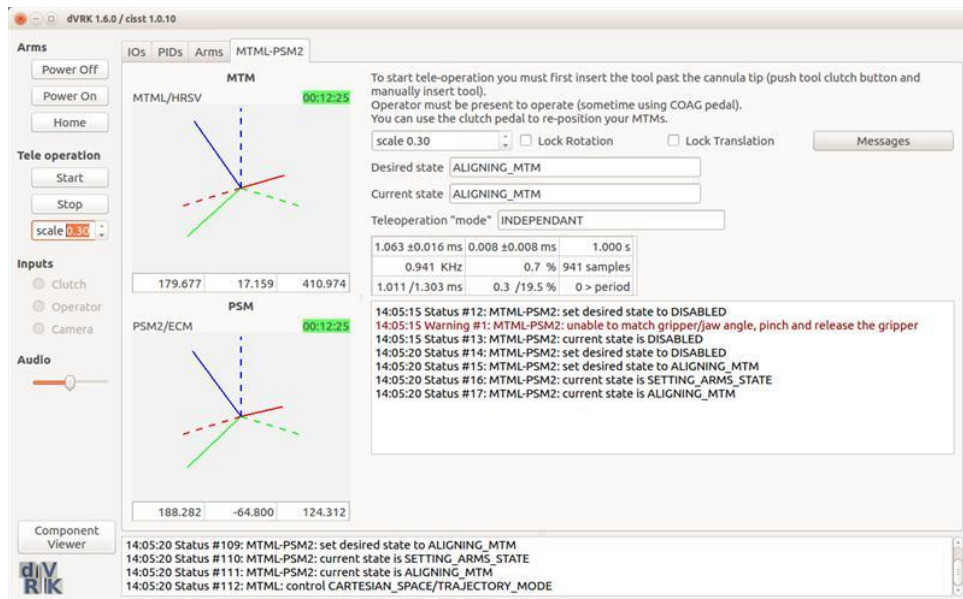 dVRK 1.6.0 / cisst 1.0.10
Arms
Power Off
Power On
Home
Tele operation
Start
Stop
scale 0.30
Inputs
Clutch
Operator
Camera
Audio
Component
Viewer
dV
RK
IOs PIDs Arms MTML-PSM2
MTM
MTML/HRSV 00:12:25
179.677 17.159 410.974
PSM
PSM2/ECM 00:12:25
188.282 -64.800 124.312
To start tele-operation you must first insert the tool past the cannula tip (push tool clutch button and
manually insert tool).
Operator must be present to operate (sometime using COAG pedal).
You can use the clutch pedal to re-position your MTMs.
scale 0.30 Lock Rotation Lock Translation Messages
Desired state ALIGNING_MTM
Current state ALIGNING_MTM
Teleoperation "mode" INDEPENDANT
1.063 ±0.016 ms 0.008 ±0.008 ms 1.000 s
0.941 KHz 0.7 % 941 samples
1.011 /1.303 ms 0.3 /19.5 % 0 > period
14:05:15 Status #12: MTML-PSM2: set desired state to DISABLED
14:05:15 Warning #1: MTML-PSM2: unable to match gripper/jaw angle, pinch and release the gripper
14:05:15 Status #13: MTML-PSM2: current state is DISABLED
14:05:20 Status #14: MTML-PSM2: set desired state to DISABLED
14:05:20 Status #15: MTML-PSM2: set desired state to ALIGNING_MTM
14:05:20 Status #16: MTML-PSM2: current state is SETTING_ARMS_STATE
14:05:20 Status #17: MTML-PSM2: current state is ALIGNING_MTM
14:05:20 Status #109: MTML-PSM2: set desired state to ALIGNING_MTM
14:05:20 Status #110: MTML-PSM2: current state is SETTING_ARMS_STATE
14:05:20 Status #111: MTML-PSM2: current state is ALIGNING_MTM
14:05:20 Status #112: MTML: control CARTESIAN_SPACE/TRAJECTORY_MODE